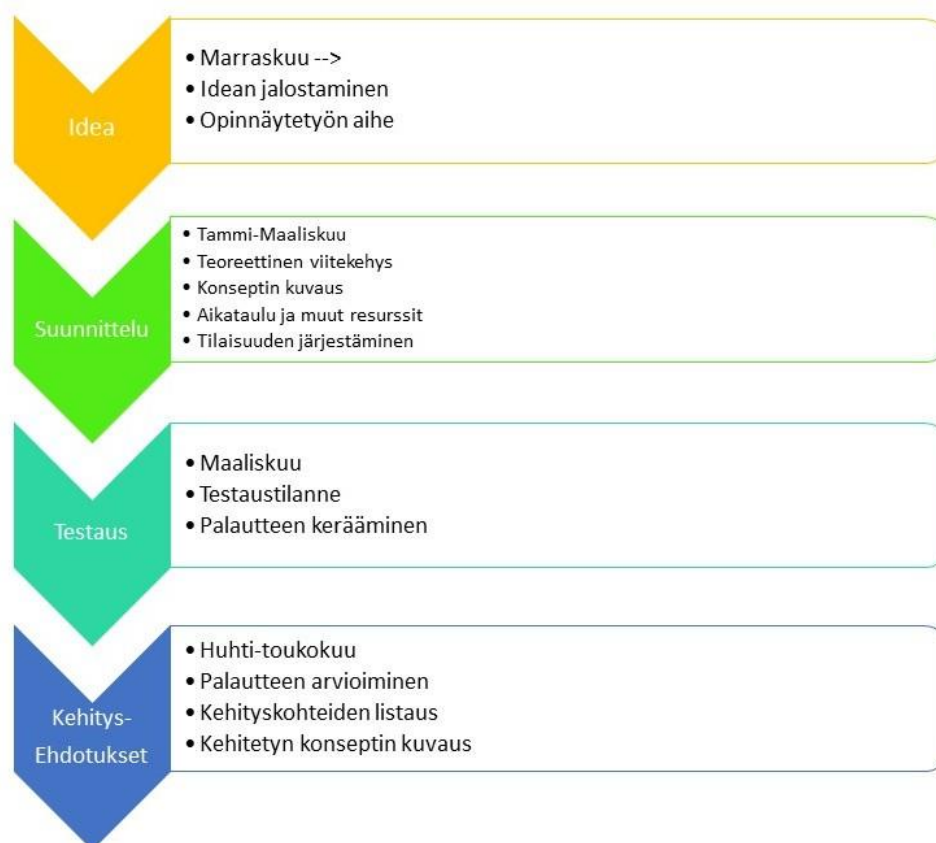 Idea
• Marraskuu -->
• Idean jalostaminen
• Opinnäytetyön aihe
Suunnittelu
• Tammi-Maaliskuu
• Teoreettinen viitekehys
• Konseptin kuvaus
• Aikataulu ja muut resurssit
• Tilaisuuden järjestäminen
Testaus
• Maaliskuu
• Testaustilanne
• Palautteen kerääminen
Kehitys-
Ehdotukset
• Huhti-toukokuu
• Palautteen arvioiminen
• Kehityskohteiden listaus
• Kehitetyn konseptin kuvaus